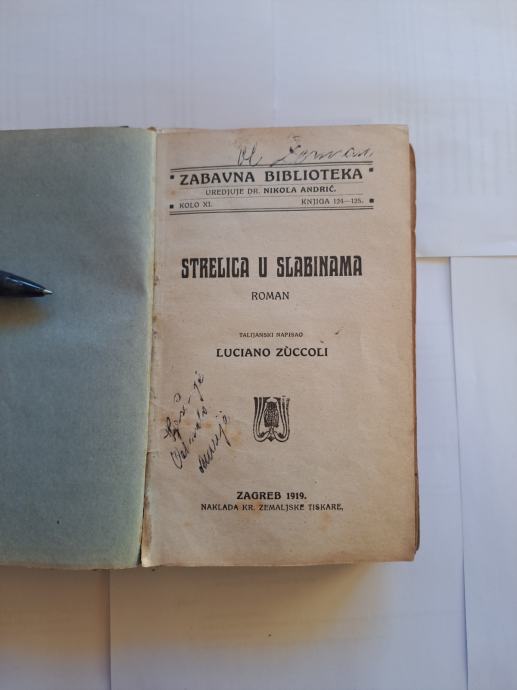 ZABAVNA BIBLIOTEKA
UREDJUJE DR. NIKOLA ANDRIĆ.
KOLO XI. KNJIGA 124—125.
STRELICA U SLABINAMA
ROMAN
TALIJANSKI NAPISAO
LUCIANO ZÙCCOLI
ZAGREB 1919.
NAKLADA KR. ZEMALJSKE TISKARE.